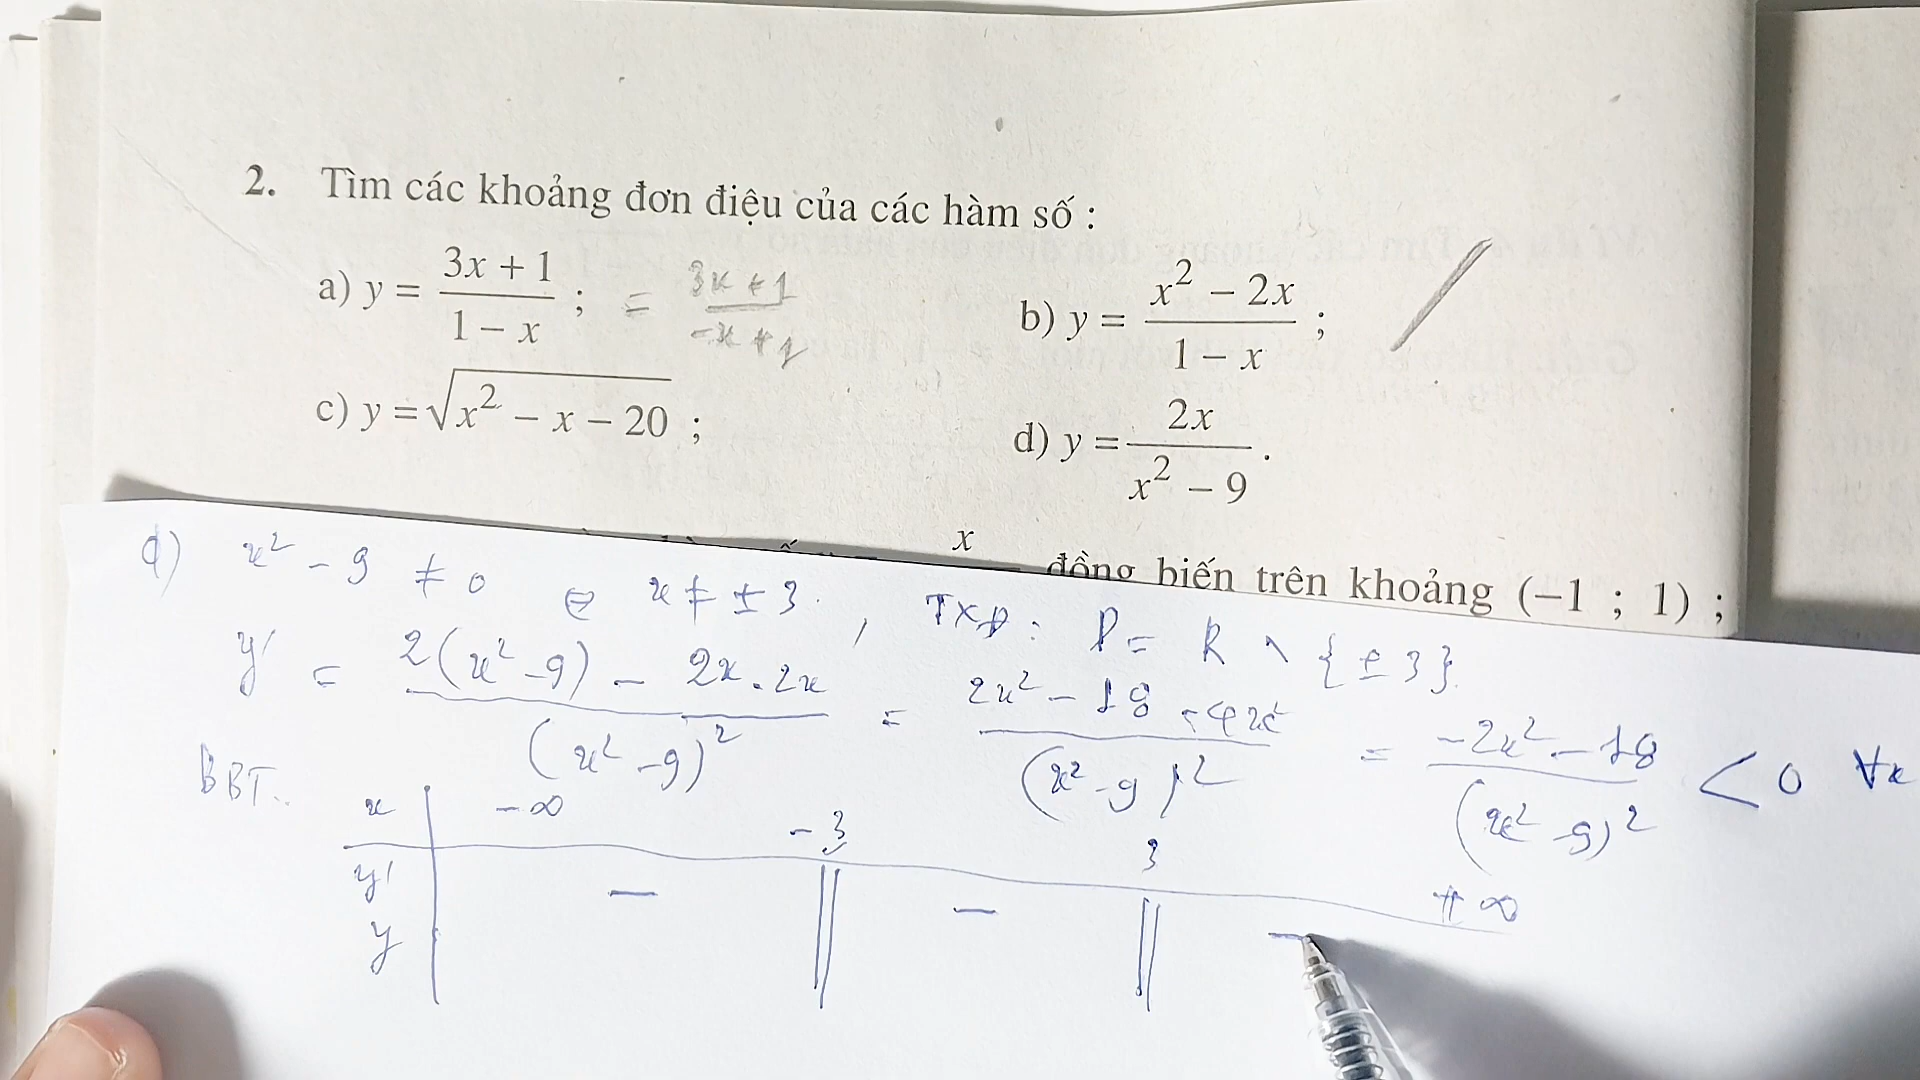 2. Tìm các khoảng đơn điệu của các hàm số :
a) y = (3x + 1)/(1 − x) ; = (3x + 1)/(−x + 1)
b) y = (x² − 2x)/(1 − x) ;
c) y = √(x² − x − 20) ;
d) y = 2x/(x² − 9) .
x
đồng biến trên khoảng (−1 ; 1) ;
d) x² − 9 ≠ 0 ⇔ x ≠ ± 3 , TXĐ : D = R \ {± 3}.
y' = (2(x² − 9) − 2x . 2x)/(x² − 9)² = (2x² − 18 − 4x²)/(x² − 9)² = (−2x² − 18)/(x² − 9)² < 0 ∀x
BBT..
x −∞ −3 3 +∞
y' − || − || −
y